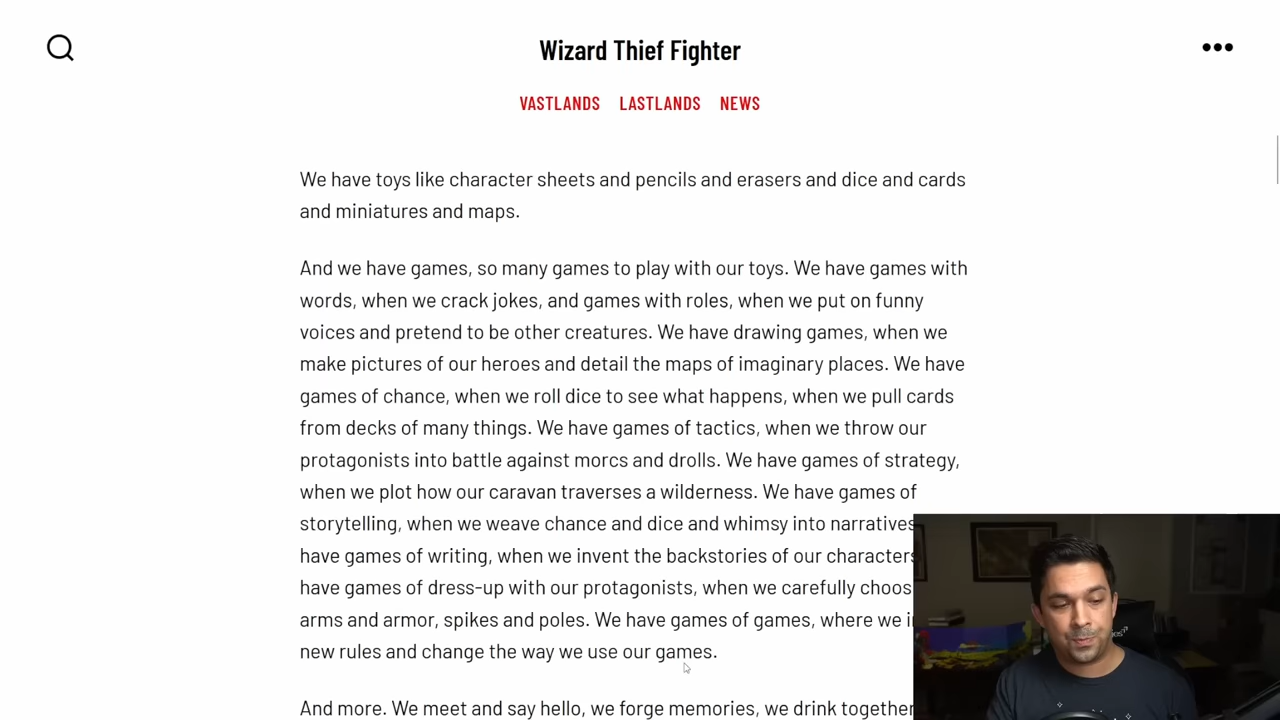 Wizard Thief Fighter
VASTLANDS LASTLANDS NEWS
We have toys like character sheets and pencils and erasers and dice and cards
and miniatures and maps.
And we have games, so many games to play with our toys. We have games with
words, when we crack jokes, and games with roles, when we put on funny
voices and pretend to be other creatures. We have drawing games, when we
make pictures of our heroes and detail the maps of imaginary places. We have
games of chance, when we roll dice to see what happens, when we pull cards
from decks of many things. We have games of tactics, when we throw our
protagonists into battle against morcs and drolls. We have games of strategy,
when we plot how our caravan traverses a wilderness. We have games of
storytelling, when we weave chance and dice and whimsy into narratives
have games of writing, when we invent the backstories of our characters
have games of dress-up with our protagonists, when we carefully choos
arms and armor, spikes and poles. We have games of games, where we i
new rules and change the way we use our games.
And more. We meet and say hello, we forge memories, we drink together